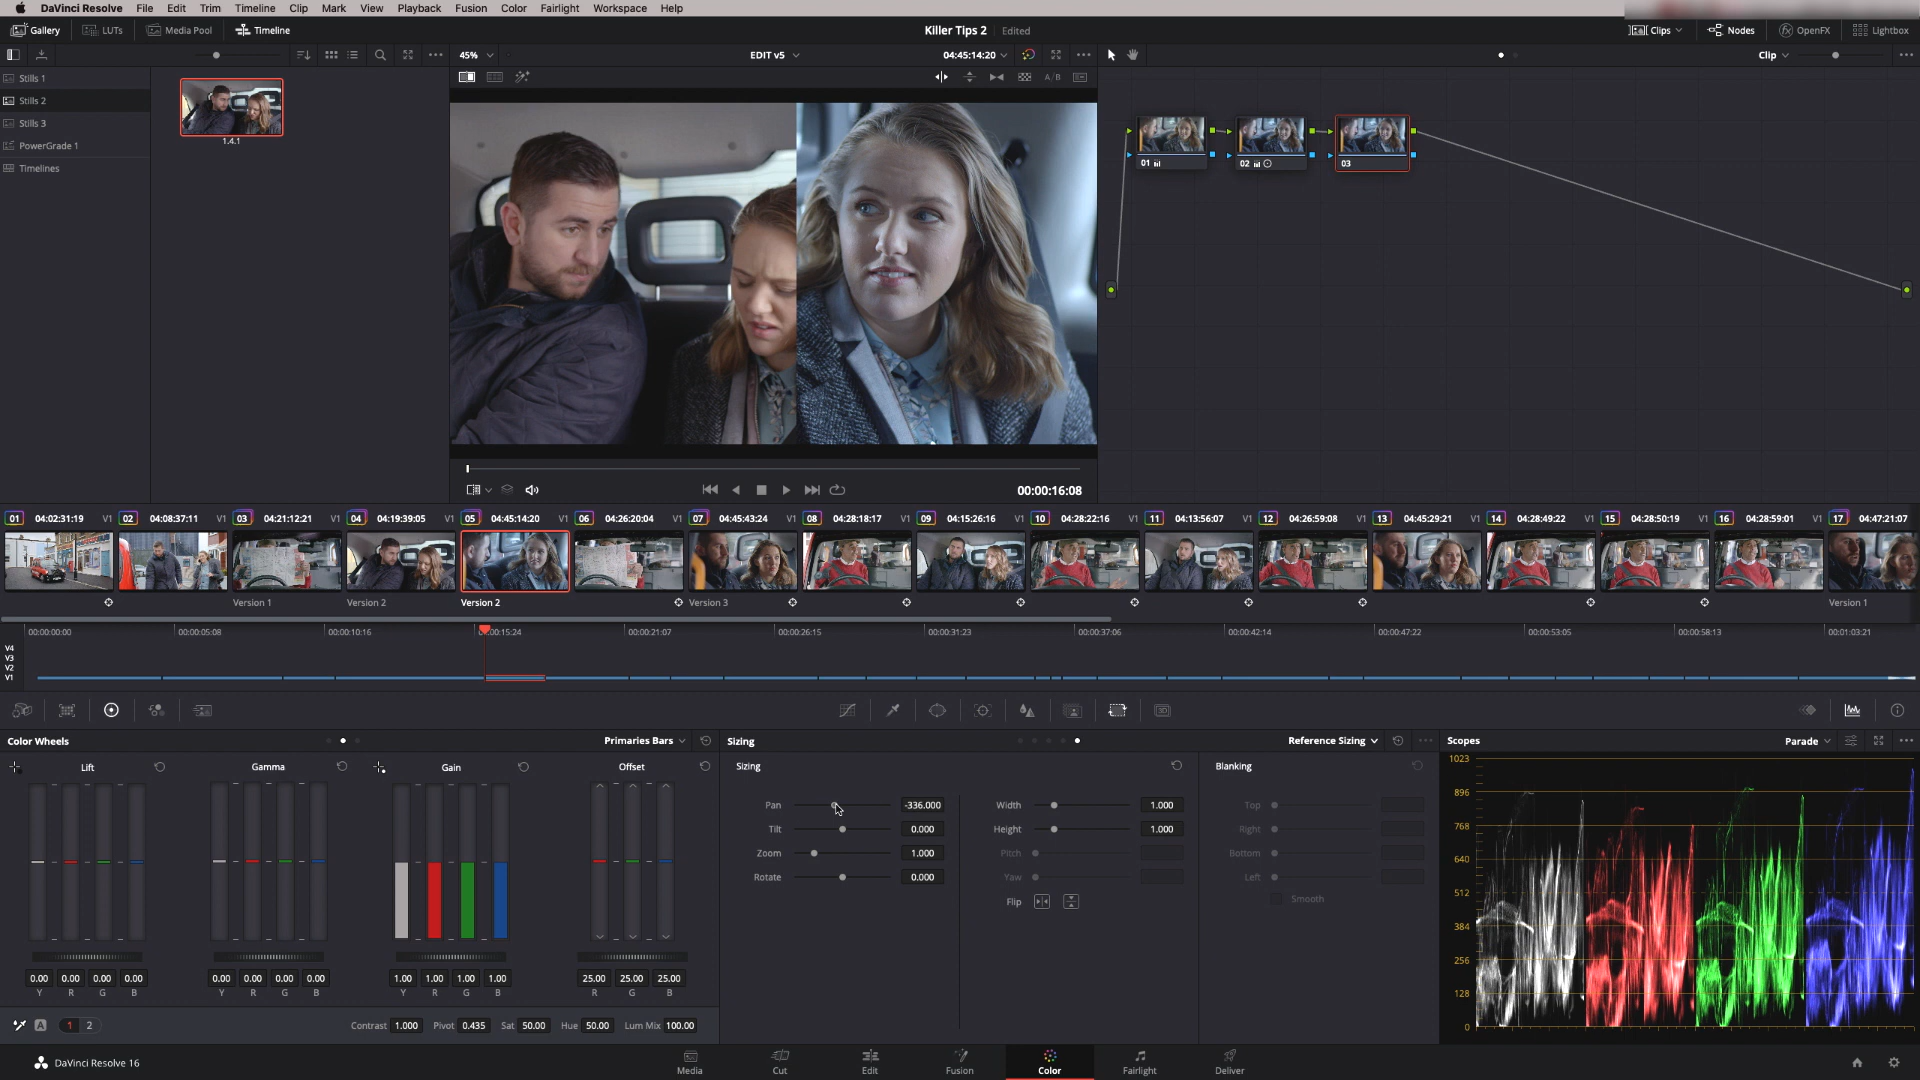 DaVinci Resolve File Edit Trim Timeline Clip Mark View Playback Fusion Color Fairlight Workspace Help
Gallery LUTs Media Pool Timeline Killer Tips 2 Edited Clips Nodes OpenFX Lightbox
45% EDIT v5 04:45:14:20 Clip
A/B
Stills 1
Stills 2
Stills 3
PowerGrade 1
Timelines
1.4.1
01
02
03
00:00:16:08
01 04:02:31:19 V1 02 04:08:37:11 V1 03 04:21:12:21 V1 04 04:19:39:05 V1 05 04:45:14:20 V1 06 04:26:20:04 V1 07 04:45:43:24 V1 08 04:28:18:17 V1 09 04:15:26:16 V1 10 04:28:22:16 V1 11 04:13:56:07 V1 12 04:26:59:08 V1 13 04:45:29:21 V1 14 04:28:49:22 V1 15 04:28:50:19 V1 16 04:28:59:01 V1 17 04:47:21:07
Version 1 Version 2 Version 2 Version 3 Version 1
00:00:00:00 00:00:05:08 00:00:10:16 00:15:24 00:00:21:07 00:00:26:15 00:00:31:23 00:00:37:06 00:00:42:14 00:00:47:22 00:00:53:05 00:00:58:13 00:01:03:21
V4
V3
V2
V1
3D
Color Wheels Primaries Bars Sizing Reference Sizing Scopes Parade
Lift Gamma Gain Offset Sizing Blanking
Pan -336.000 Width 1.000 Top
Tilt 0.000 Height 1.000 Right
Zoom 1.000 Pitch Bottom
Rotate 0.000 Yaw Left
Flip Smooth
1023
896
768
640
512
384
256
128
0
0.00 0.00 0.00 0.00 0.00 0.00 0.00 0.00 1.00 1.00 1.00 1.00 25.00 25.00 25.00
Y R G B Y R G B Y R G B R G B
A 1 2 Contrast 1.000 Pivot 0.435 Sat 50.00 Hue 50.00 Lum Mix 100.00
DaVinci Resolve 16 Media Cut Edit Fusion Color Fairlight Deliver